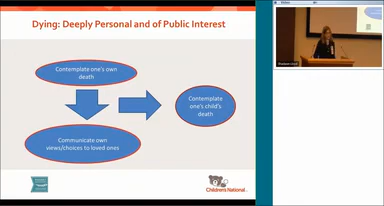 Dying: Deeply Personal and of Public Interest
Contemplate one's own
death
Contemplate
one's child's
death
Communicate own
views/choices to loved ones
Children's National